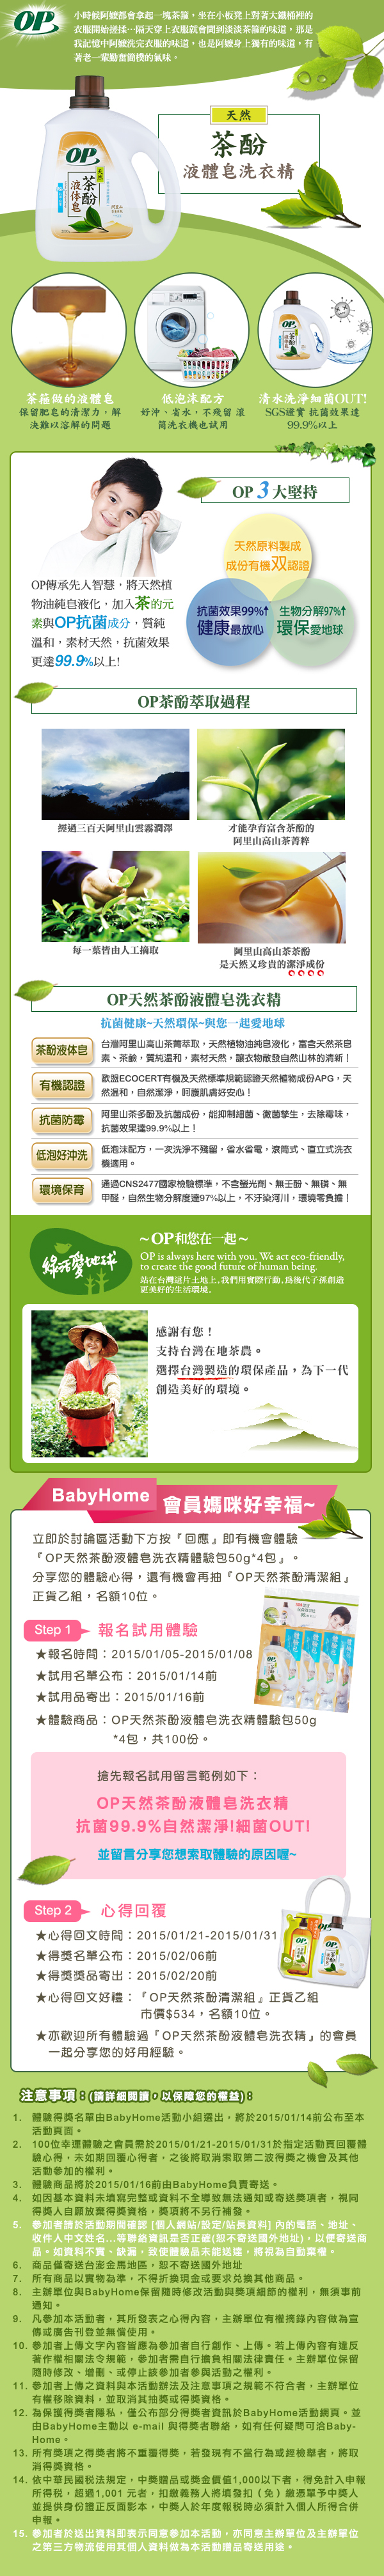 OP
小時候阿嬤都會拿起一塊茶箍，坐在小板凳上對著大鐵桶裡的
衣服開始搓揉…隔天穿上衣服就會聞到淡淡茶箍的味道，那是
我記憶中阿嬤洗完衣服的味道，也是阿嬤身上獨有的味道，有
著老一輩勤奮簡樸的氣味。
天然
茶酚
液體皂洗衣精
OP
天然
茶酚
液体皂
茶箍做的液體皂
保留肥皂的清潔力，解
決難以溶解的問題
低泡沫配方
好沖、省水，不殘留 滾
筒洗衣機也試用
清水洗淨細菌OUT!
SGS證實 抗菌效果達
99.9%以上
OP 3 大堅持
天然原料製成
成份有機双認證
抗菌效果99%↑
健康最放心
生物分解97%↑
環保愛地球
OP傳承先人智慧，將天然植
物油純皂液化，加入茶的元
素與OP抗菌成分，質純
溫和，素材天然，抗菌效果
更達99.9%以上!
OP茶酚萃取過程
經過三百天阿里山雲霧潤澤
才能孕育富含茶酚的
阿里山高山茶菁粹
每一葉皆由人工摘取
阿里山高山茶茶酚
是天然又珍貴的潔淨成份
OP天然茶酚液體皂洗衣精
抗菌健康~天然環保~與您一起愛地球
茶酚液体皂
台灣阿里山高山茶菁萃取，天然植物油純皂液化，富含天然茶皂
素、茶鹼，質純溫和，素材天然，讓衣物散發自然山林的清新！
有機認證
歐盟ECOCERT有機及天然標準規範認證天然植物成份APG，天
然溫和，自然潔淨，呵護肌膚好安心！
抗菌防霉
阿里山茶多酚及抗菌成份，能抑制細菌、黴菌孳生，去除霉味，
抗菌效果達99.9%以上！
低泡好沖洗
低泡沫配方，一次洗淨不殘留，省水省電，滾筒式、直立式洗衣
機適用。
環境保育
通過CNS2477國家檢驗標準，不含螢光劑、無壬酚、無磷、無
甲醛，自然生物分解度達97%以上，不汙染河川，環境零負擔！
綠活愛地球
～OP和您在一起～
OP is always here with you. We act eco-friendly,
to create the good future of human being.
站在台灣這片土地上,我們用實際行動,為後代子孫創造
更美好的生活環境。
感謝有您！
支持台灣在地茶農。
選擇台灣製造的環保產品，為下一代
創造美好的環境。
BabyHome 會員媽咪好幸福~
立即於討論區活動下方按『回應』即有機會體驗
『OP天然茶酚液體皂洗衣精體驗包50g*4包』。
分享您的體驗心得，還有機會再抽『OP天然茶酚清潔組』
正貨乙組，名額10位。
Step 1 報名試用體驗
★報名時間：2015/01/05-2015/01/08
★試用名單公布：2015/01/14前
★試用品寄出：2015/01/16前
★體驗商品：OP天然茶酚液體皂洗衣精體驗包50g
*4包，共100份。
搶先報名試用留言範例如下：
OP天然茶酚液體皂洗衣精
抗菌99.9%自然潔淨!細菌OUT!
並留言分享您想索取體驗的原因喔~
Step 2 心得回覆
★心得回文時間：2015/01/21-2015/01/31
★得獎名單公布：2015/02/06前
★得獎獎品寄出：2015/02/20前
★心得回文好禮：『OP天然茶酚清潔組』正貨乙組
市價$534，名額10位。
★亦歡迎所有體驗過『OP天然茶酚液體皂洗衣精』的會員
一起分享您的好用經驗。
注意事項：(請詳細閱讀，以保障您的權益)：
1. 體驗得獎名單由BabyHome活動小組選出，將於2015/01/14前公布至本
活動頁面。
2. 100位幸運體驗之會員需於2015/01/21-2015/01/31於指定活動頁回覆體
驗心得，未如期回覆心得者，之後將取消索取第二波得獎之機會及其他
活動參加的權利。
3. 體驗商品將於2015/01/16前由BabyHome負責寄送。
4. 如因基本資料未填寫完整或資料不全導致無法通知或寄送獎項者，視同
得獎人自願放棄得獎資格，獎項將不另行補發。
5. 參加者請於活動期間確認 [個人網站/設定/站長資料] 內的電話、地址、
收件人中文姓名...等聯絡資訊是否正確(恕不寄送國外地址)，以便寄送商
品。如資料不實、缺漏，致使體驗品未能送達，將視為自動棄權。
6. 商品僅寄送台澎金馬地區，恕不寄送國外地址
7. 所有商品以實物為準，不得折換現金或要求兌換其他商品。
8. 主辦單位與BabyHome保留隨時修改活動與獎項細節的權利，無須事前
通知。
9. 凡參加本活動者，其所發表之心得內容，主辦單位有權摘錄內容做為宣
傳或廣告刊登並無償使用。
10. 參加者上傳文字內容皆應為參加者自行創作、上傳。若上傳內容有違反
著作權相關法令規範，參加者需自行擔負相關法律責任。主辦單位保留
隨時修改、增刪、或停止該參加者參與活動之權利。
11. 參加者上傳之資料與本活動辦法及注意事項之規範不符合者，主辦單位
有權移除資料，並取消其抽獎或得獎資格。
12. 為保護得獎者隱私，僅公布部分得獎者資訊於BabyHome活動網頁。並
由BabyHome主動以 e-mail 與得獎者聯絡，如有任何疑問可洽Baby-
Home。
13. 所有獎項之得獎者將不重覆得獎，若發現有不當行為或經檢舉者，將取
消得獎資格。
14. 依中華民國稅法規定，中獎贈品或獎金價值1,000以下者，得免計入申報
所得稅，超過1,001 元者，扣繳義務人將填發扣（免）繳憑單予中獎人
並提供身份證正反面影本，中獎人於年度報稅時必須計入個人所得合併
申報。
15. 參加者於送出資料即表示同意參加本活動，亦同意主辦單位及主辦單位
之第三方物流使用其個人資料做為本活動贈品寄送用途。